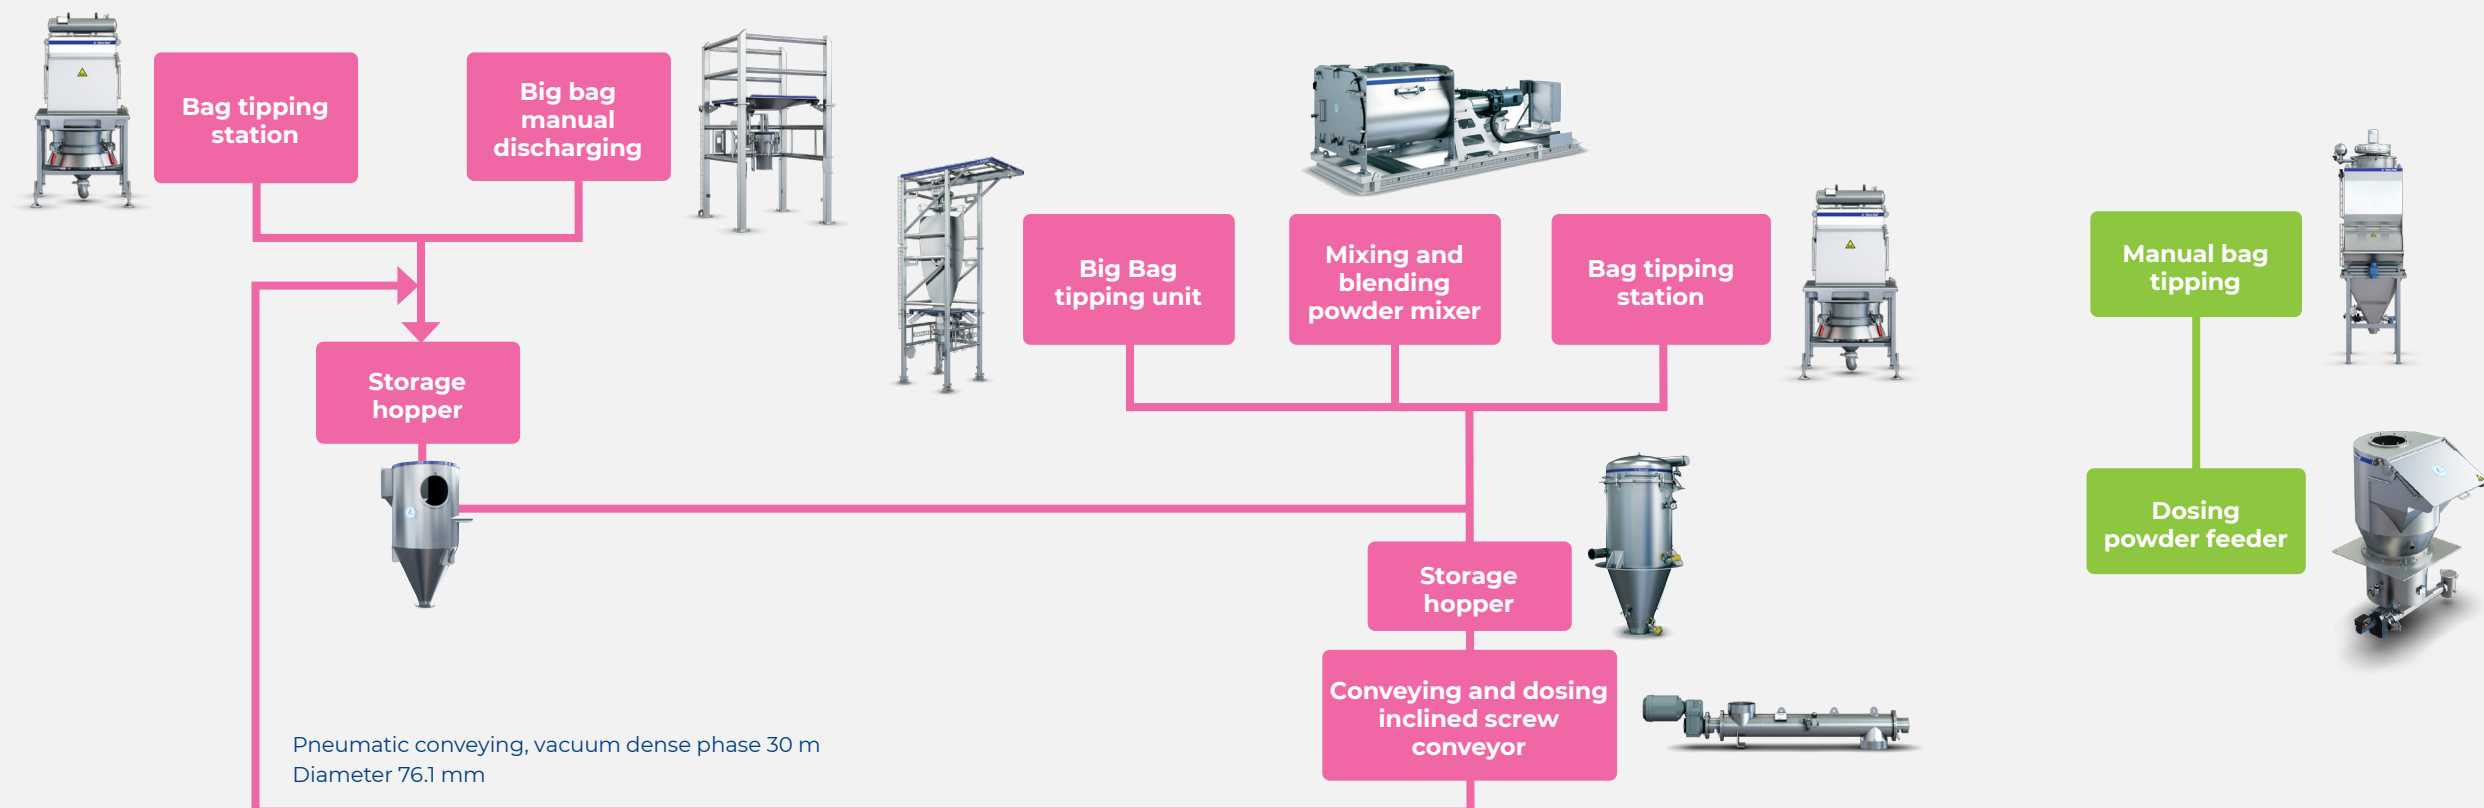 Bag tipping
station
Big bag
manual
discharging
Big Bag
tipping unit
Mixing and
blending
powder mixer
Bag tipping
station
Manual bag
tipping
Storage
hopper
Dosing
powder feeder
Storage
hopper
Conveying and dosing
inclined screw
conveyor
Pneumatic conveying, vacuum dense phase 30 m
Diameter 76.1 mm